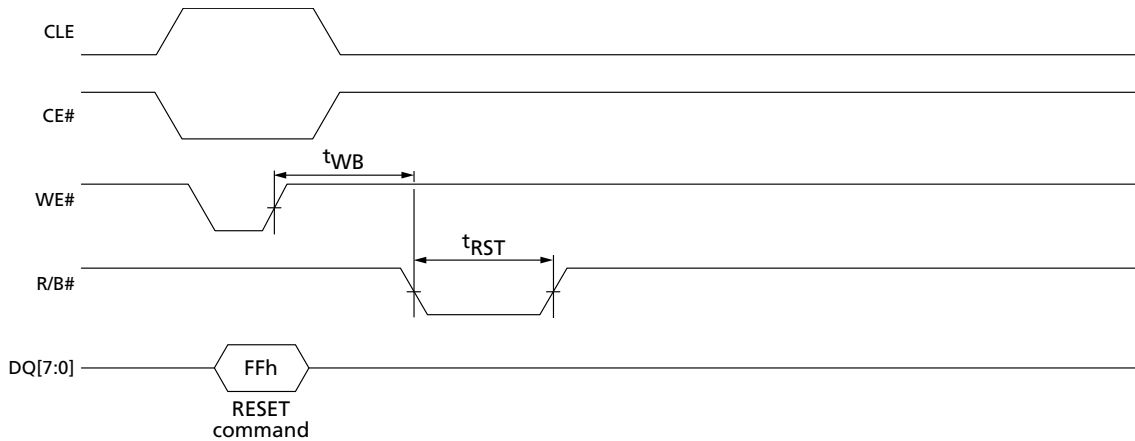 CLE
CE#
tWB
WE#
tRST
R/B#
DQ[7:0]
FFh
RESET
command